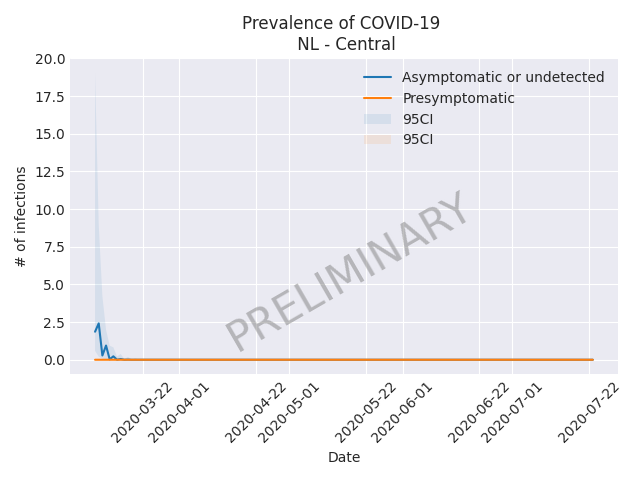 Prevalence of COVID-19
NL - Central
20.0
17.5
15.0
12.5
10.0
7.5
5.0
2.5
0.0
# of infections
Asymptomatic or undetected
Presymptomatic
95CI
95CI
PRELIMINARY
2020-03-22
2020-04-01
2020-04-22
2020-05-01
2020-05-22
2020-06-01
2020-06-22
2020-07-01
2020-07-22
Date